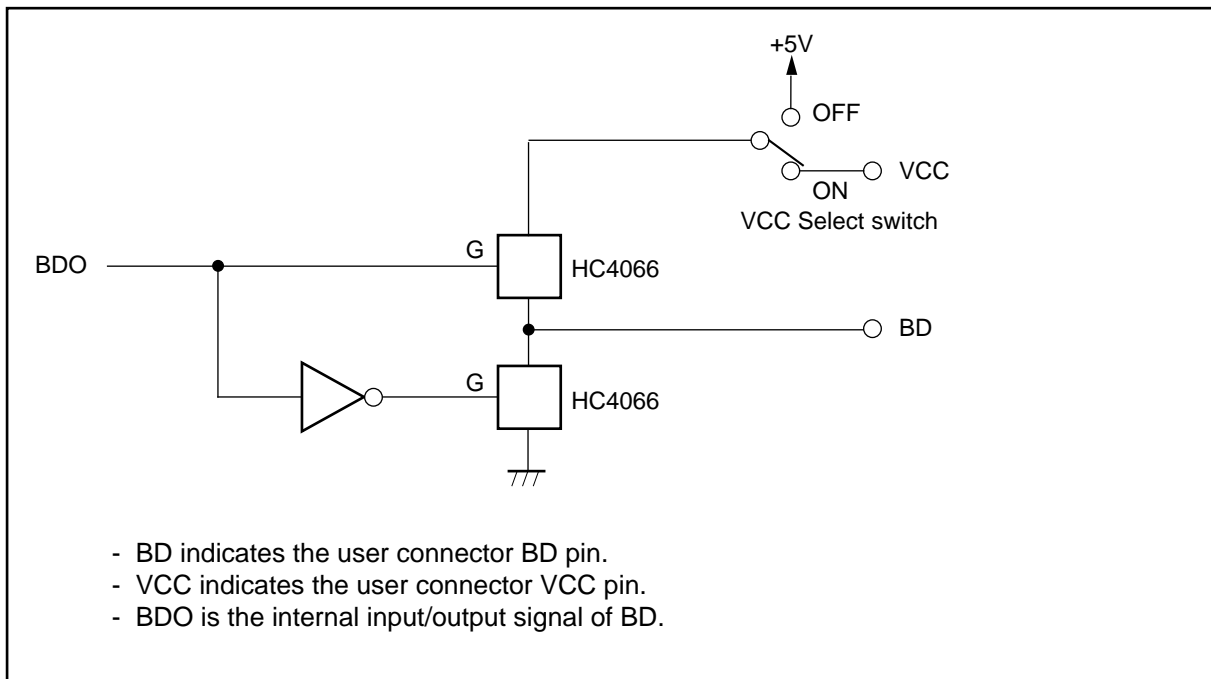 +5V
OFF
VCC
ON
VCC Select switch
G
HC4066
BDO
BD
G
HC4066
- BD indicates the user connector BD pin.
- VCC indicates the user connector VCC pin.
- BDO is the internal input/output signal of BD.